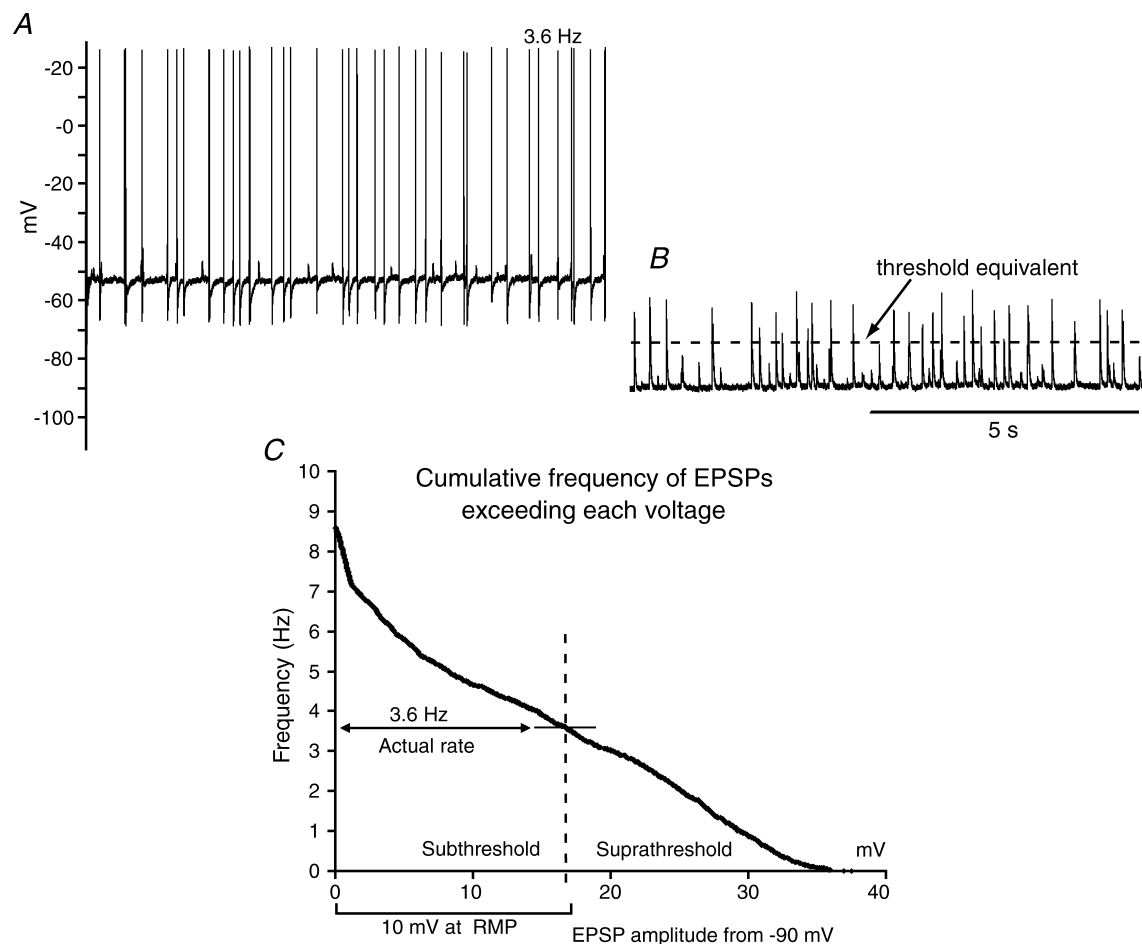 A
3.6 Hz
-20
-0
-20
-40
-60
-80
-100
mV
B
threshold equivalent
5 s
C
Cumulative frequency of EPSPs
exceeding each voltage
10
9
8
7
6
5
4
3
2
1
0
Frequency (Hz)
3.6 Hz
Actual rate
Subthreshold
Suprathreshold
mV
0
10
20
30
40
10 mV at RMP
EPSP amplitude from -90 mV